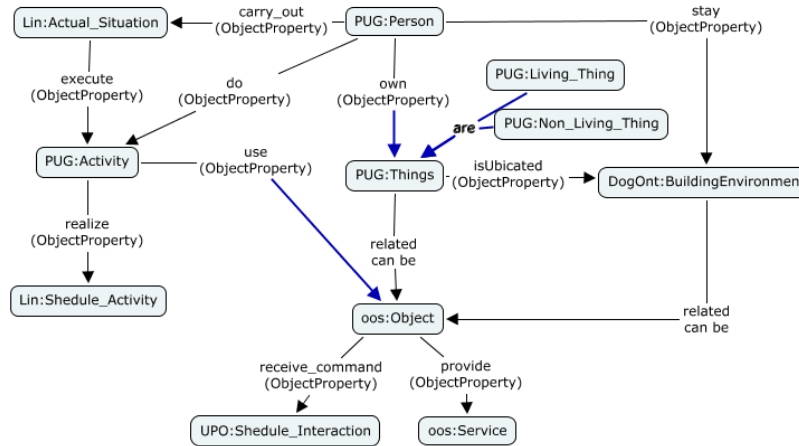 stay
(ObjectProperty)
carry_out
(ObjectProperty)
Lin:Actual_Situation
PUG:Person
PUG:Living_Thing
execute
(ObjectProperty)
do
(ObjectProperty)
own
(ObjectProperty)
are
PUG:Non_Living_Thing
PUG:Activity
use
(ObjectProperty)
PUG:Things
isUbicated
(ObjectProperty)
DogOnt:BuildingEnvironment
realize
(ObjectProperty)
related
can be
Lin:Shedule_Activity
oos:Object
related
can be
receive_command
(ObjectProperty)
provide
(ObjectProperty)
UPO:Shedule_Interaction
oos:Service